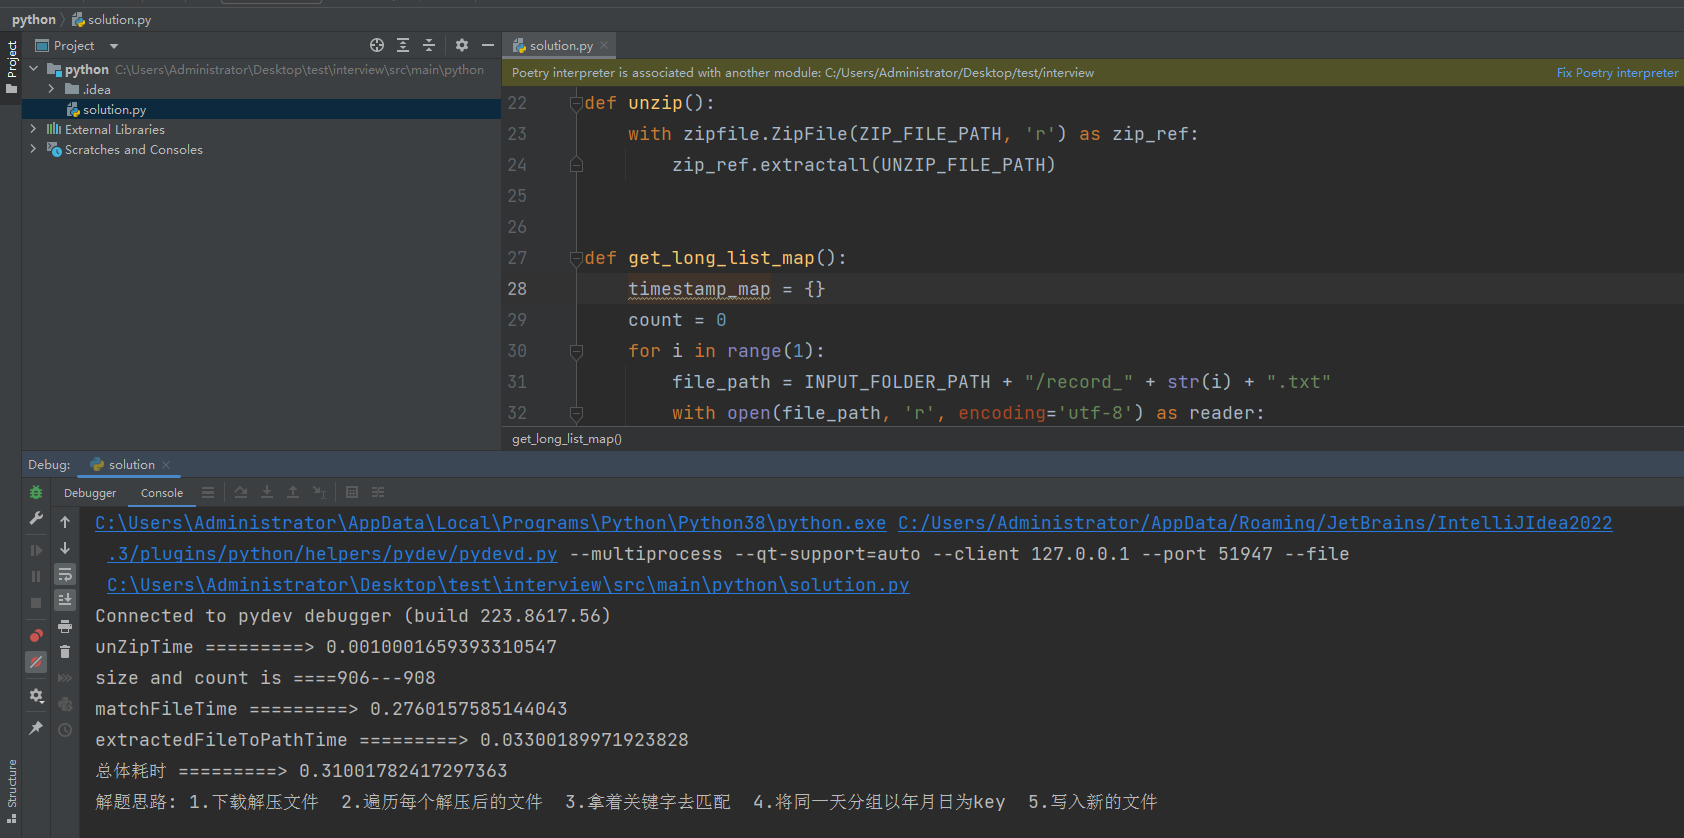 python
solution.py
Project
Project
python C:\Users\Administrator\Desktop\test\interview\src\main\python
.idea
solution.py
External Libraries
Scratches and Consoles
solution.py
Poetry interpreter is associated with another module: C:/Users/Administrator/Desktop/test/interview Fix Poetry interpreter
22 def unzip():
23 with zipfile.ZipFile(ZIP_FILE_PATH, 'r') as zip_ref:
24 zip_ref.extractall(UNZIP_FILE_PATH)
25
26
27 def get_long_list_map():
28 timestamp_map = {}
29 count = 0
30 for i in range(1):
31 file_path = INPUT_FOLDER_PATH + "/record_" + str(i) + ".txt"
32 with open(file_path, 'r', encoding='utf-8') as reader:
get_long_list_map()
Debug: solution
Debugger Console
C:\Users\Administrator\AppData\Local\Programs\Python\Python38\python.exe C:/Users/Administrator/AppData/Roaming/JetBrains/IntelliJIdea2022
.3/plugins/python/helpers/pydev/pydevd.py --multiprocess --qt-support=auto --client 127.0.0.1 --port 51947 --file
C:\Users\Administrator\Desktop\test\interview\src\main\python\solution.py
Connected to pydev debugger (build 223.8617.56)
unZipTime =========> 0.0010001659393310547
size and count is ====906---908
matchFileTime =========> 0.2760157585144043
extractedFileToPathTime =========> 0.03300189971923828
总体耗时 =========> 0.31001782417297363
解题思路: 1.下载解压文件 2.遍历每个解压后的文件 3.拿着关键字去匹配 4.将同一天分组以年月日为key 5.写入新的文件
Structure